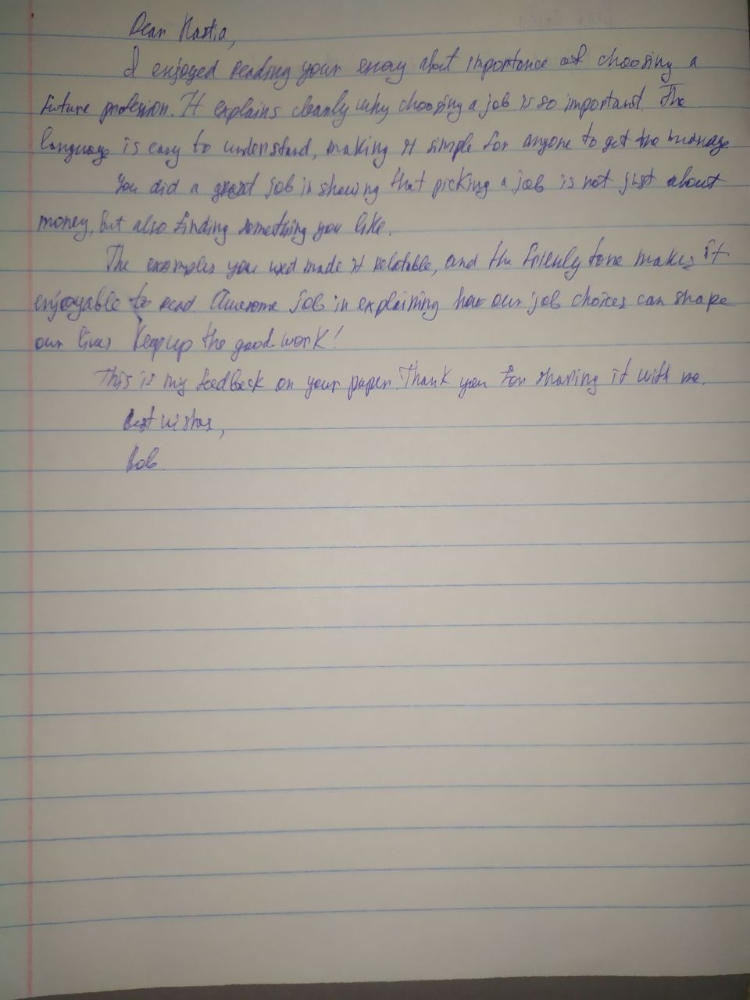 Dear Nastia,
I enjoyed reading your essay about importance of choosing a
future profession. It explains clearly why choosing a job is so important. The
language is easy to understand, making it simple for anyone to get the message
You did a great job in showing that picking a job is not just about
money, but also finding something you like.
The examples you used made it relatable, and the friendly tone makes it
enjoyable to read. Awesome job in explaining how our job choices can shape
our lives. Keep up the good work!
This is my feedback on your paper. Thank you for sharing it with me.
Best wishes,
Bob.